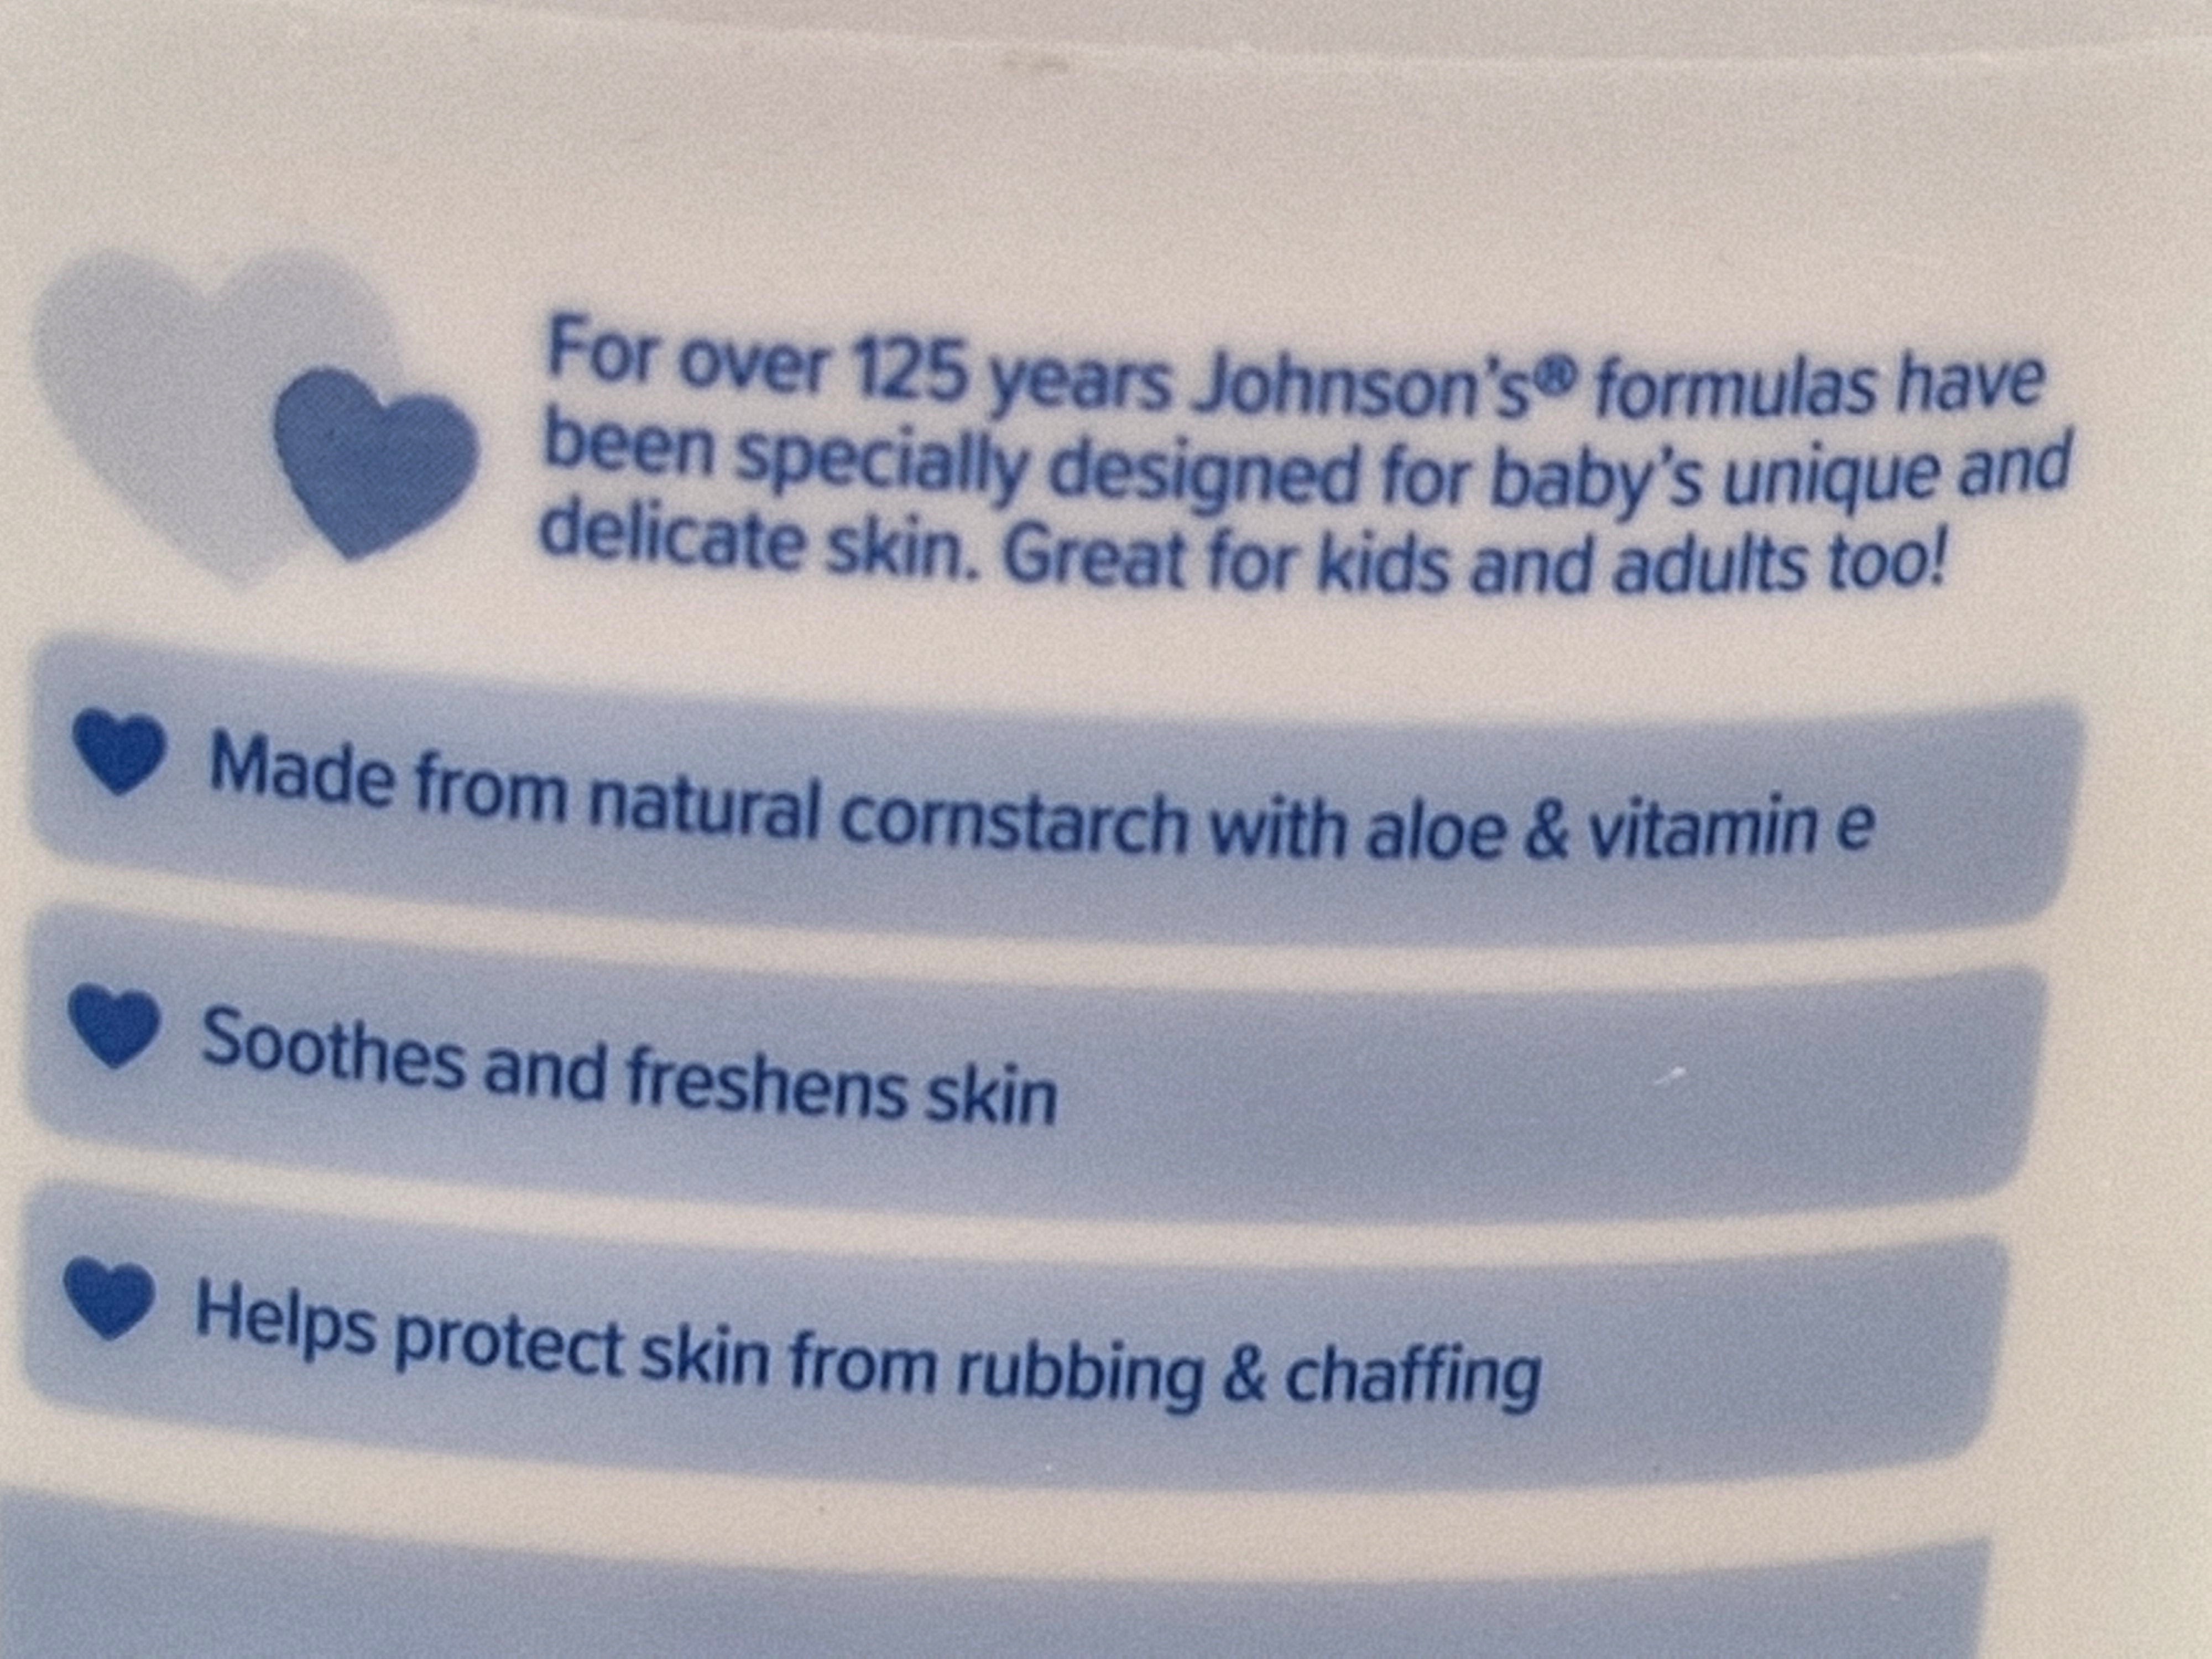 For over 125 years Johnson's® formulas have
been specially designed for baby's unique and
delicate skin. Great for kids and adults too!
Made from natural cornstarch with aloe & vitamin e
Soothes and freshens skin
Helps protect skin from rubbing & chaffing